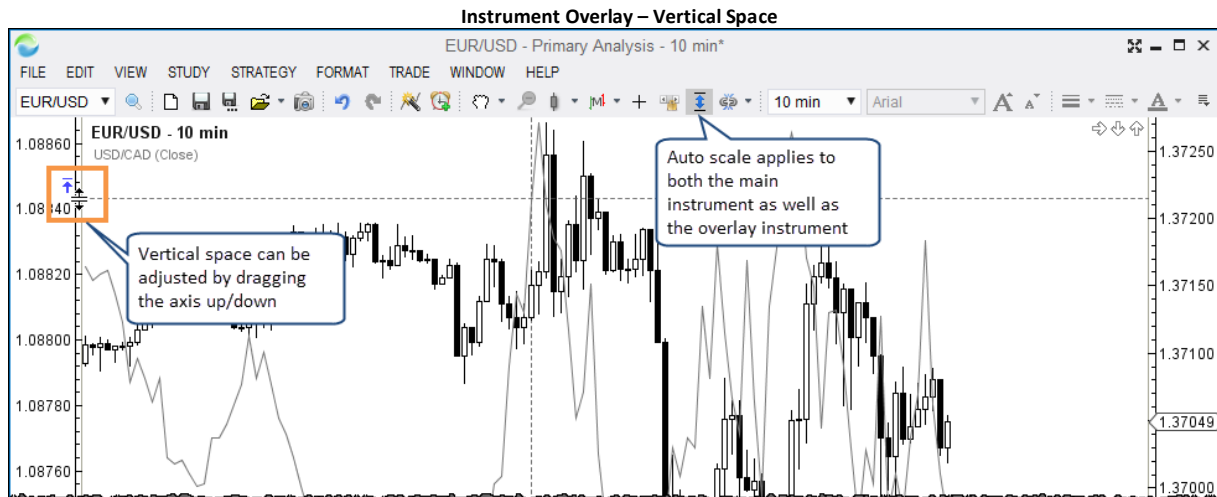 Instrument Overlay – Vertical Space
EUR/USD - Primary Analysis - 10 min*
FILE EDIT VIEW STUDY STRATEGY FORMAT TRADE WINDOW HELP
EUR/USD 10 min Arial A A A
EUR/USD - 10 min
USD/CAD (Close)
1.08860
1.08840
1.08820
1.08800
1.08780
1.08760
Vertical space can be
adjusted by dragging
the axis up/down
Auto scale applies to
both the main
instrument as well as
the overlay instrument
1.37250
1.37200
1.37150
1.37100
1.37049
1.37000